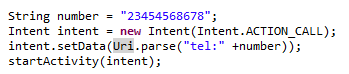 String number = "23454568678";
Intent intent = new Intent(Intent.ACTION_CALL);
intent.setData(Uri.parse("tel:" +number));
startActivity(intent);